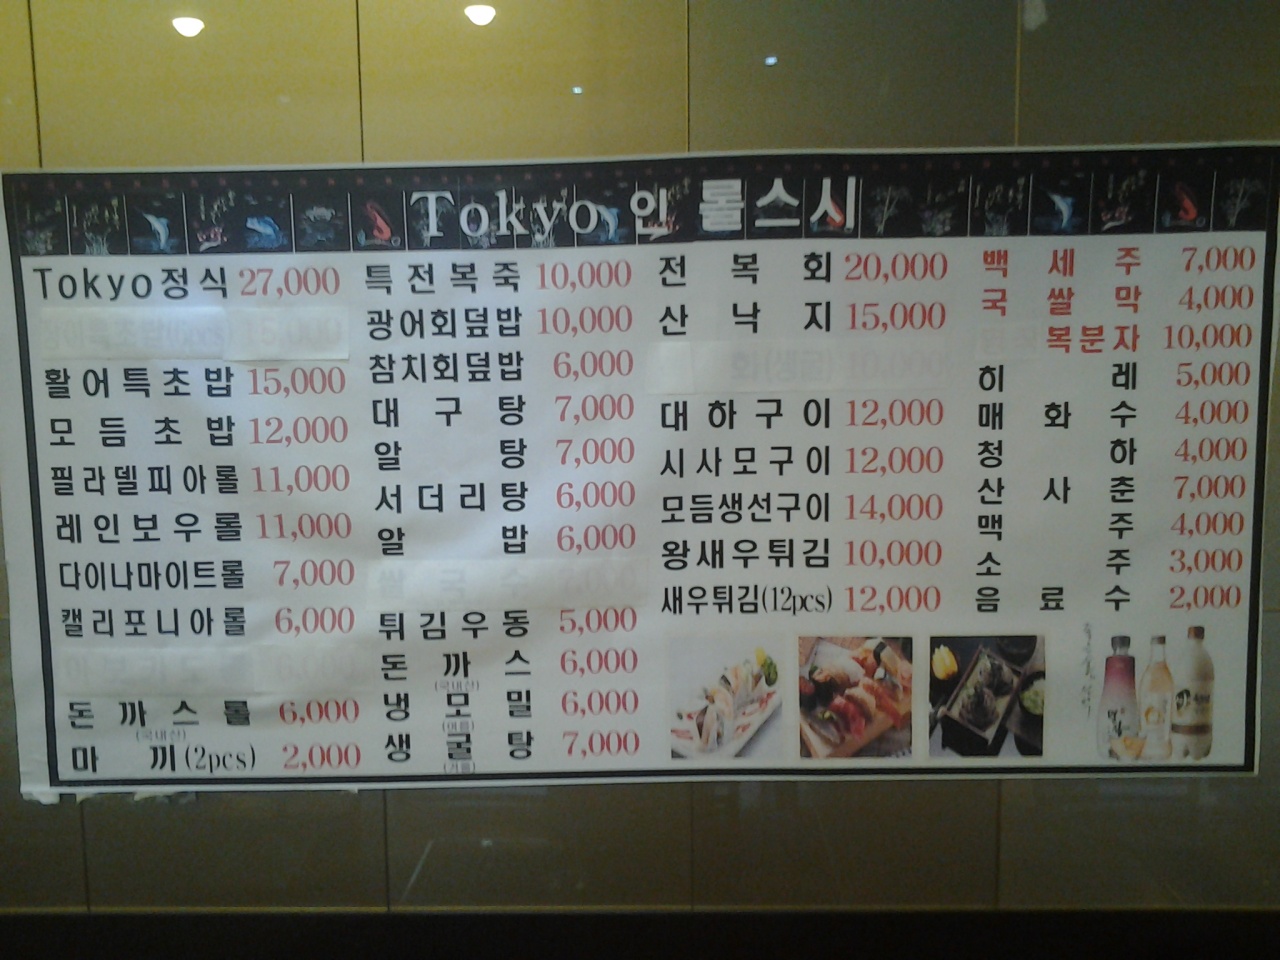 Tokyo 인 롤스시
Tokyo정식 27,000
활어특초밥 15,000
모듬초밥 12,000
필라델피아롤 11,000
레인보우롤 11,000
다이나마이트롤 7,000
캘리포니아롤 6,000
돈까스롤 6,000
(국내산)
마끼(2pcs) 2,000
특전복죽 10,000
광어회덮밥 10,000
참치회덮밥 6,000
대구탕 7,000
알탕 7,000
서더리탕 6,000
알밥 6,000
튀김우동 5,000
돈까스 6,000
(국내산)
냉모밀 6,000
(여름)
생굴탕 7,000
(겨울)
전복회 20,000
산낙지 15,000
대하구이 12,000
시사모구이 12,000
모듬생선구이 14,000
왕새우튀김 10,000
새우튀김(12pcs) 12,000
백세주 7,000
국쌀막 4,000
복분자 10,000
히레 5,000
매화수 4,000
청하 4,000
산사춘 7,000
맥주 4,000
소주 3,000
음료수 2,000